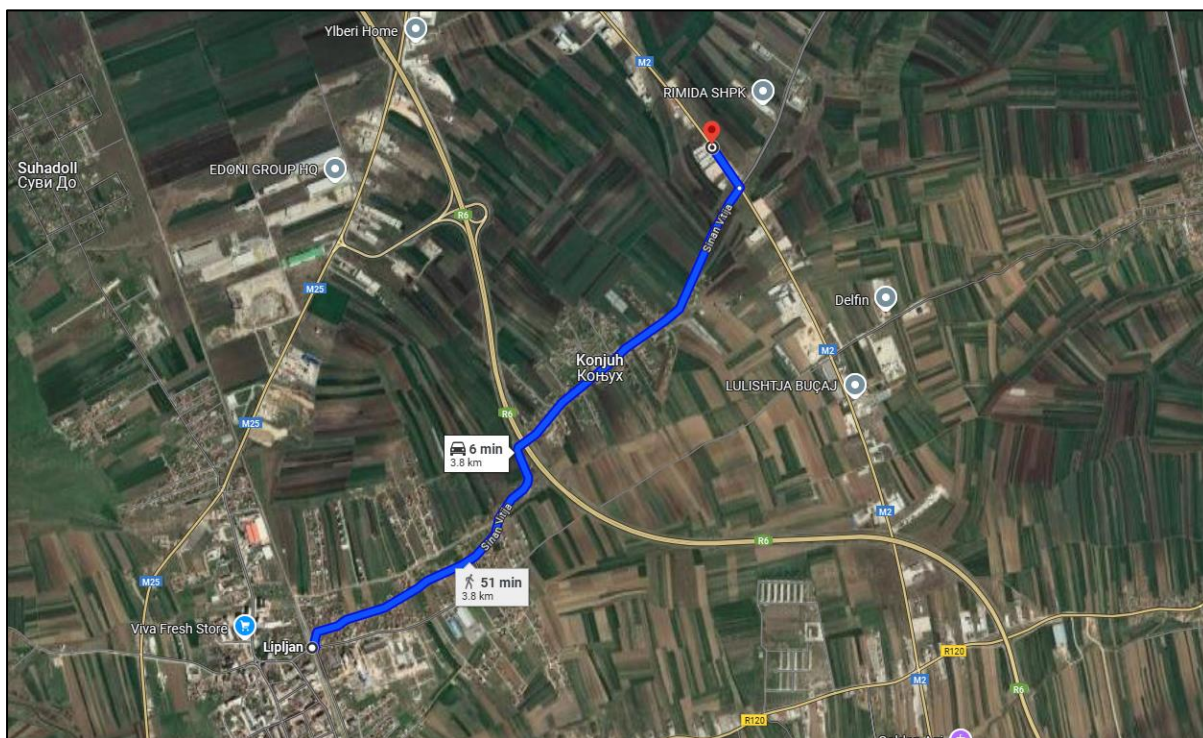 Ylberi Home
M2
RIMIDA SHPK
Suhadoll
Суви До
EDONI GROUP HQ
R6
Sinan Vitija
M25
Delfin
Konjuh
Коњух
M2
LULISHTJA BUÇAJ
R6
M25
6 min
3.8 km
M2
Sinan Vitija
R6
51 min
3.8 km
M25
Viva Fresh Store
Lipljan
R120
M2
R6
R120